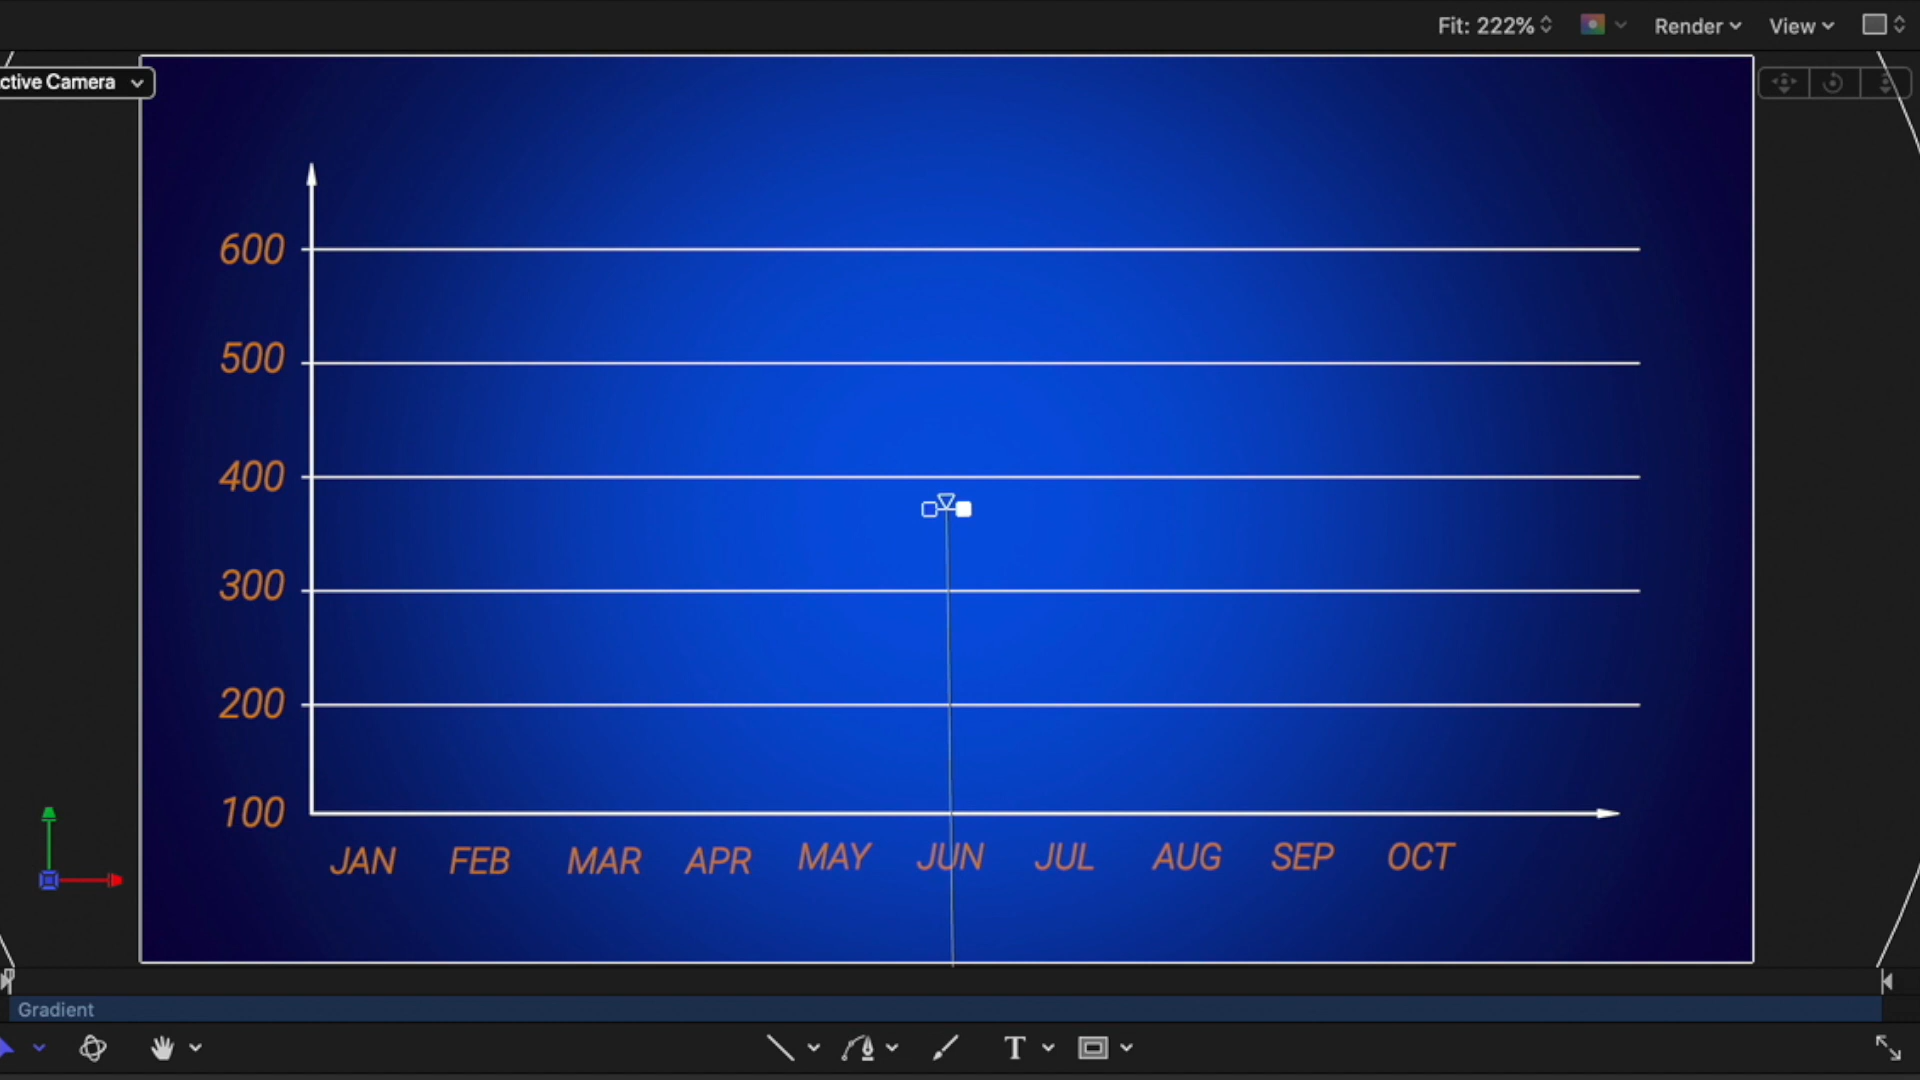 Fit: 222% Render View
ctive Camera
600
500
400
300
200
100
JAN FEB MAR APR MAY JUN JUL AUG SEP OCT
Gradient
T